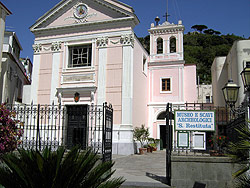 MUSEO E SCAVI
ARCHEOLOGICI
"S. RESTITUTA"